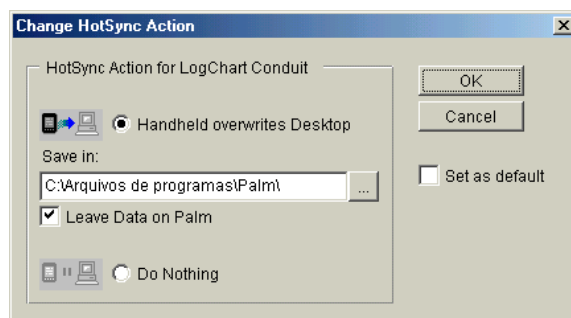 Change HotSync Action
HotSync Action for LogChart Conduit
Handheld overwrites Desktop
Save in:
C:\Arquivos de programas\Palm\
...
Leave Data on Palm
Do Nothing
OK
Cancel
Set as default